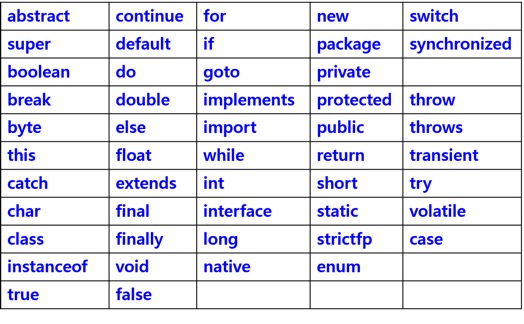 abstract continue for new switch
super default if package synchronized
boolean do goto private
break double implements protected throw
byte else import public throws
this float while return transient
catch extends int short try
char final interface static volatile
class finally long strictfp case
instanceof void native enum
true false